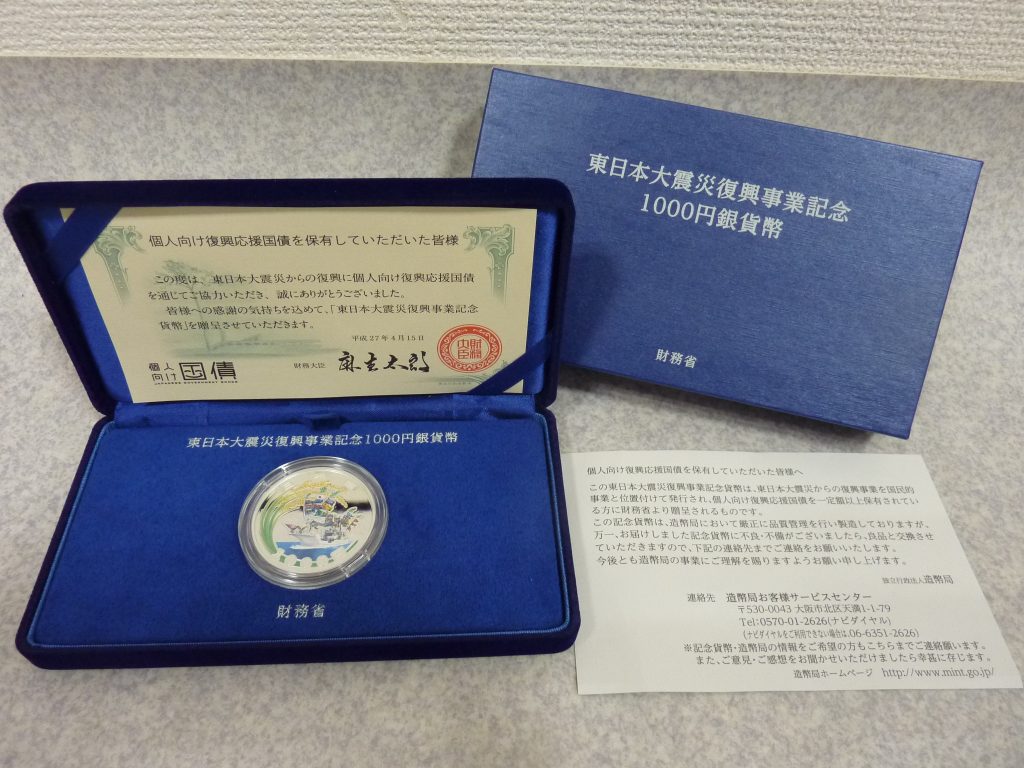 東日本大震災復興事業記念
1000円銀貨幣
財務省
個人向け復興応援国債を保有していただいた皆様
この度は、東日本大震災からの復興に個人向け復興応援国債
を通じてご協力いただき、誠にありがとうございました。
皆様への感謝の気持ちを込めて、「東日本大震災復興事業記念
貨幣」を贈呈させていただきます。
平成27年4月15日
財務大臣 麻生太郎
財務大臣
個人向け国債
JAPANESE GOVERNMENT BONDS
東日本大震災復興事業記念1000円銀貨幣
財務省
個人向け復興応援国債を保有していただいた皆様へ
この東日本大震災復興事業記念貨幣は、東日本大震災からの復興事業を国民的
事業と位置付けて発行され、個人向け復興応援国債を一定額以上保有されてい
る方に財務省より贈呈されるものです。
この記念貨幣は、造幣局において厳正に品質管理を行い製造しておりますが、
万一、お届けしました記念貨幣に不良・不備がございましたら、良品と交換させ
ていただきますので、下記の連絡先までご連絡をお願いいたします。
今後とも造幣局の事業にご理解を賜りますようお願い申し上げます。
独立行政法人造幣局
連絡先 造幣局お客様サービスセンター
〒530-0043 大阪市北区天満1-1-79
Tel:0570-01-2626(ナビダイヤル)
(ナビダイヤルをご利用できない場合は、06-6351-2626)
※記念貨幣・造幣局の情報をご希望の方もこちらまでご連絡願います。
また、ご意見・ご感想をお聞かせいただけましたら幸甚に存じます。
造幣局ホームページ http://www.mint.go.jp/